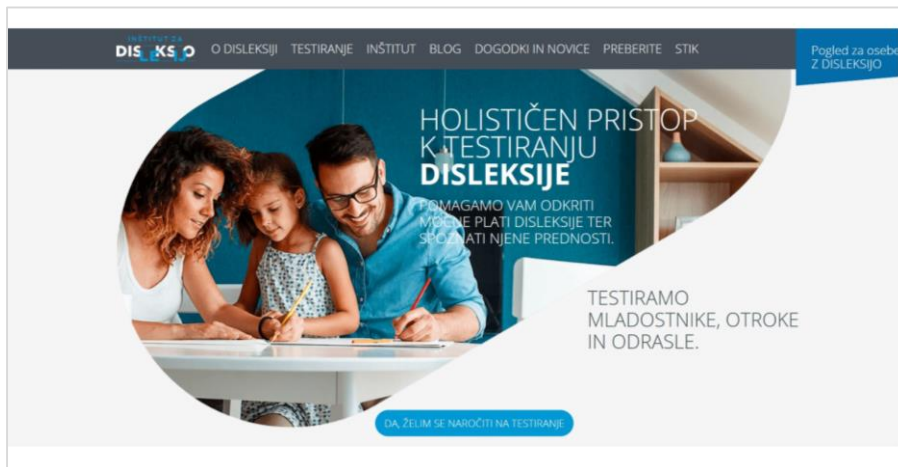 INŠTITUT ZA
DISLEKSIJO
O DISLEKSIJI TESTIRANJE INŠTITUT BLOG DOGODKI IN NOVICE PREBERITE STIK
Pogled za osebe
Z DISLEKSIJO
HOLISTIČEN PRISTOP
K TESTIRANJU
DISLEKSIJE
POMAGAMO VAM ODKRITI
MOČNE PLATI DISLEKSIJE TER
SPOZNATI NJENE PREDNOSTI.
TESTIRAMO
MLADOSTNIKE, OTROKE
IN ODRASLE.
DA, ŽELIM SE NAROČITI NA TESTIRANJE